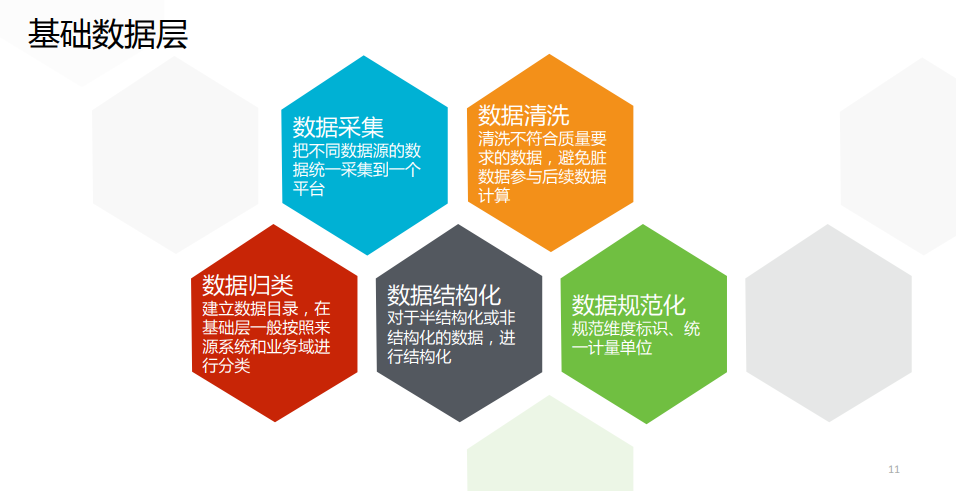 基础数据层
数据采集
把不同数据源的数
据统一采集到一个
平台
数据清洗
清洗不符合质量要
求的数据，避免脏
数据参与后续数据
计算
数据归类
建立数据目录，在
基础层一般按照来
源系统和业务域进
行分类
数据结构化
对于半结构化或非
结构化的数据，进
行结构化
数据规范化
规范维度标识、统
一计量单位
11